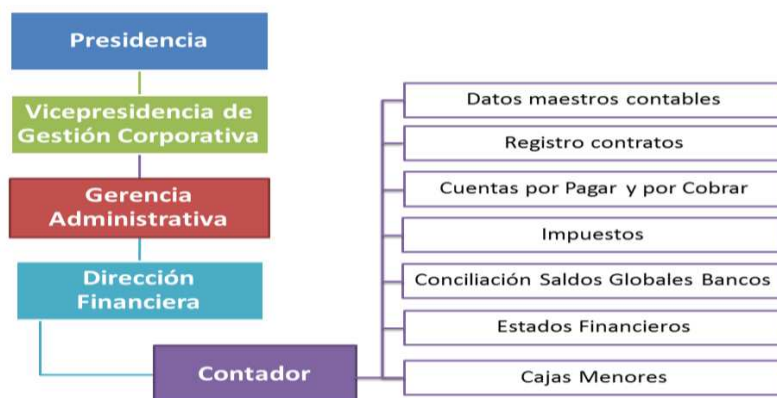 Presidencia
Vicepresidencia de
Gestión Corporativa
Gerencia
Administrativa
Dirección
Financiera
Contador
Datos maestros contables
Registro contratos
Cuentas por Pagar y por Cobrar
Impuestos
Conciliación Saldos Globales Bancos
Estados Financieros
Cajas Menores